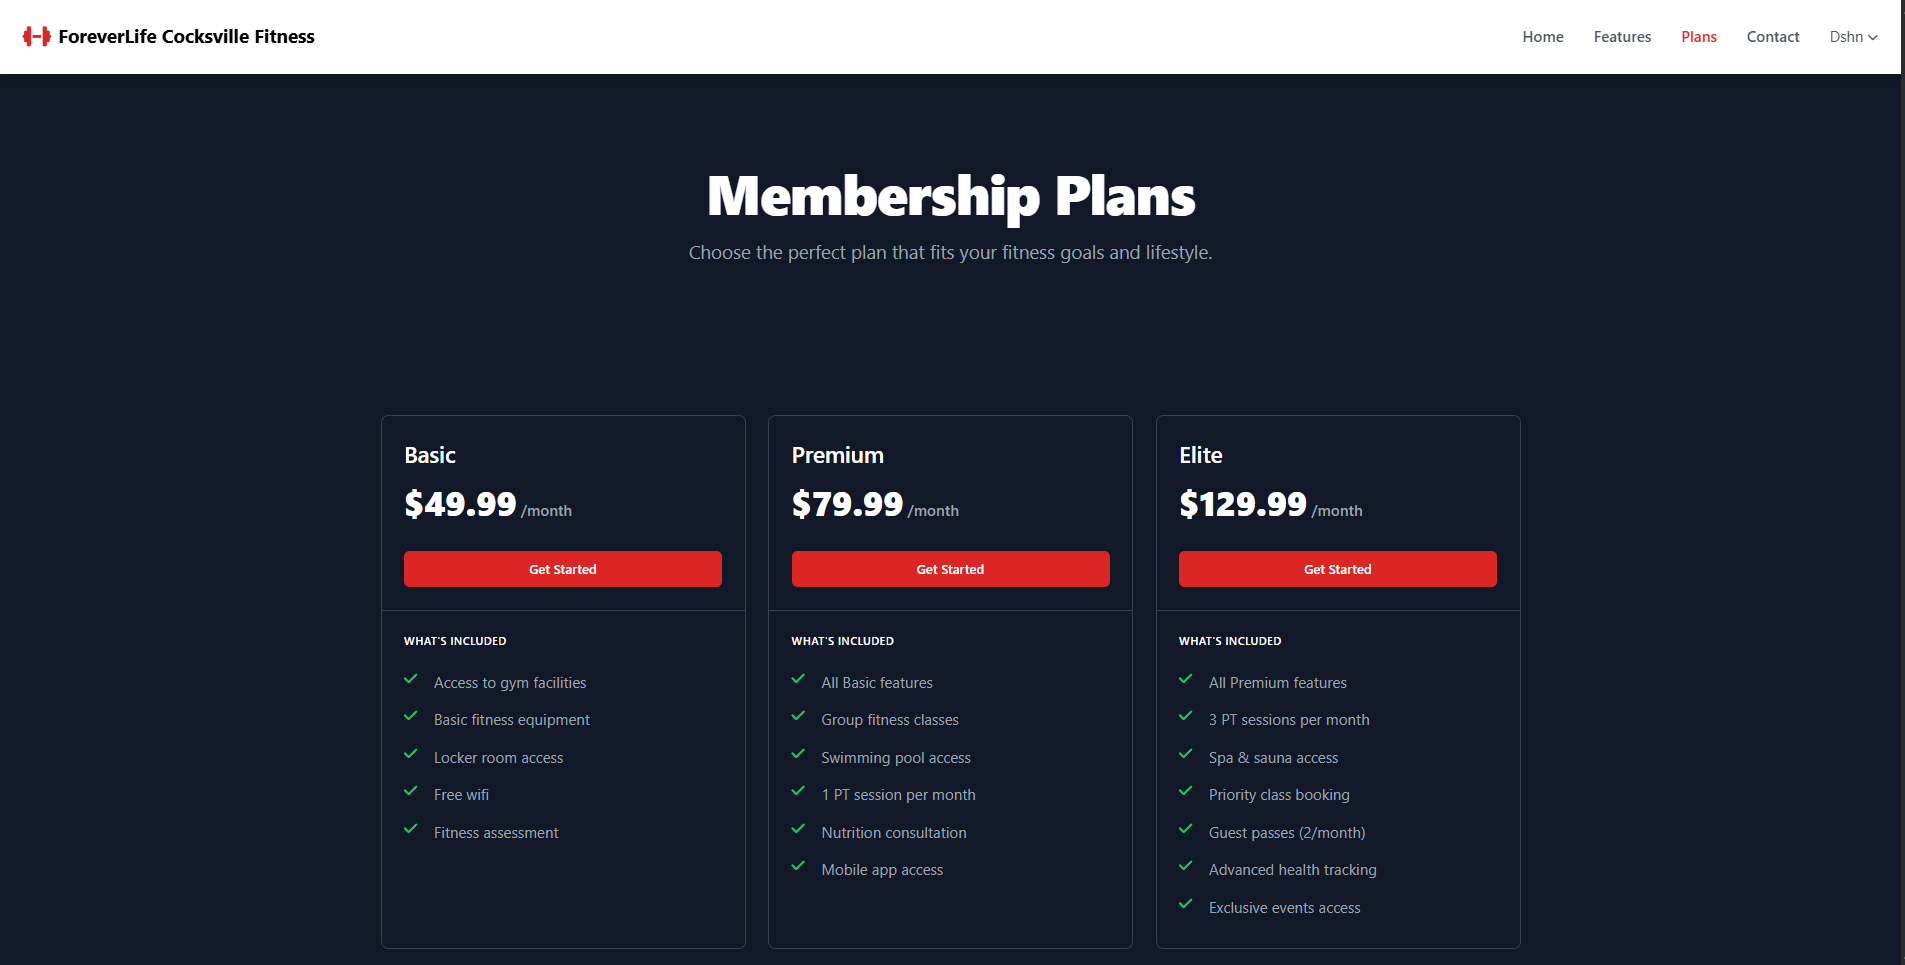 ForeverLife Cocksville Fitness
Home
Features
Plans
Contact
Dshn
Membership Plans
Choose the perfect plan that fits your fitness goals and lifestyle.
Basic
$49.99 /month
Get Started
WHAT'S INCLUDED
Access to gym facilities
Basic fitness equipment
Locker room access
Free wifi
Fitness assessment
Premium
$79.99 /month
Get Started
WHAT'S INCLUDED
All Basic features
Group fitness classes
Swimming pool access
1 PT session per month
Nutrition consultation
Mobile app access
Elite
$129.99 /month
Get Started
WHAT'S INCLUDED
All Premium features
3 PT sessions per month
Spa & sauna access
Priority class booking
Guest passes (2/month)
Advanced health tracking
Exclusive events access